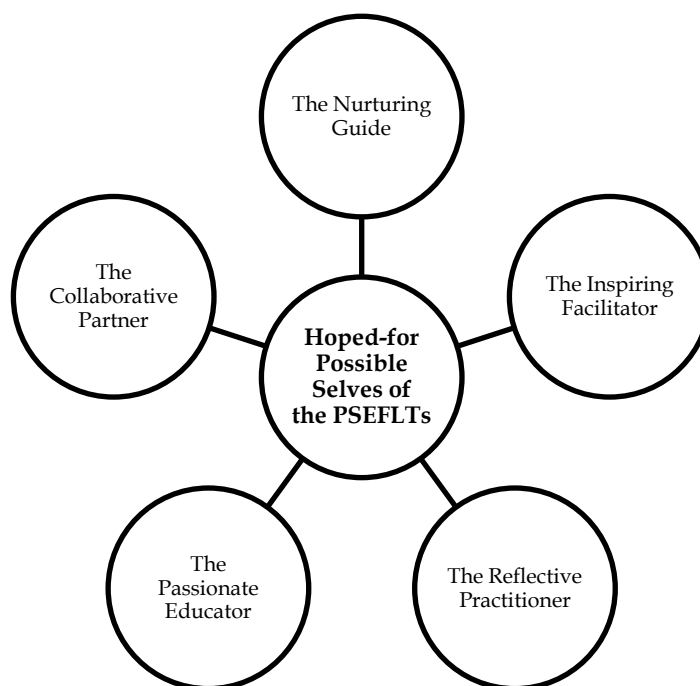 The Nurturing
Guide
The
Collaborative
Partner
The Inspiring
Facilitator
Hoped-for
Possible
Selves of
the PSEFLTs
The
Passionate
Educator
The Reflective
Practitioner